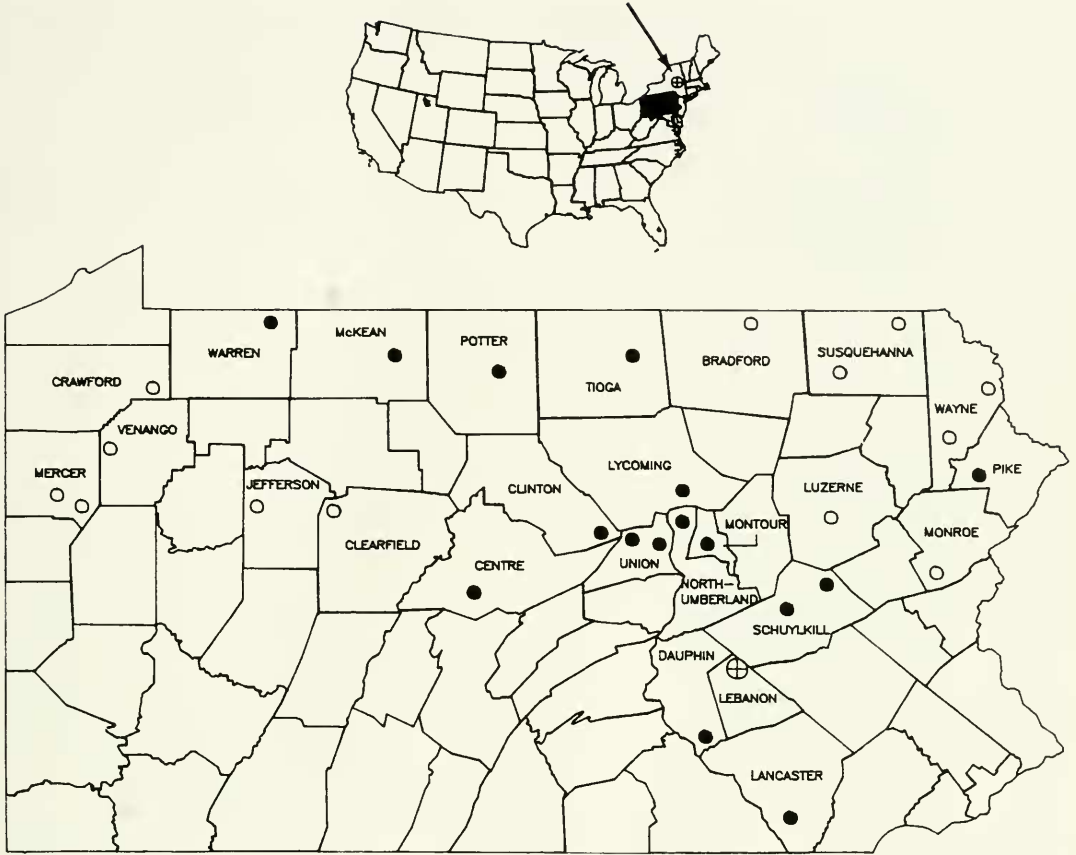 WARREN
McKEAN
POTTER
TIOGA
BRADFORD
SUSQUEHANNA
CRAWFORD
WAYNE
VENANGO
MERCER
JEFFERSON
LYCOMING
LUZERNE
PIKE
CLINTON
MONTOUR
MONROE
CLEARFIELD
CENTRE
UNION
NORTH-
UMBERLAND
SCHUYLKILL
DAUPHIN
LEBANON
LANCASTER